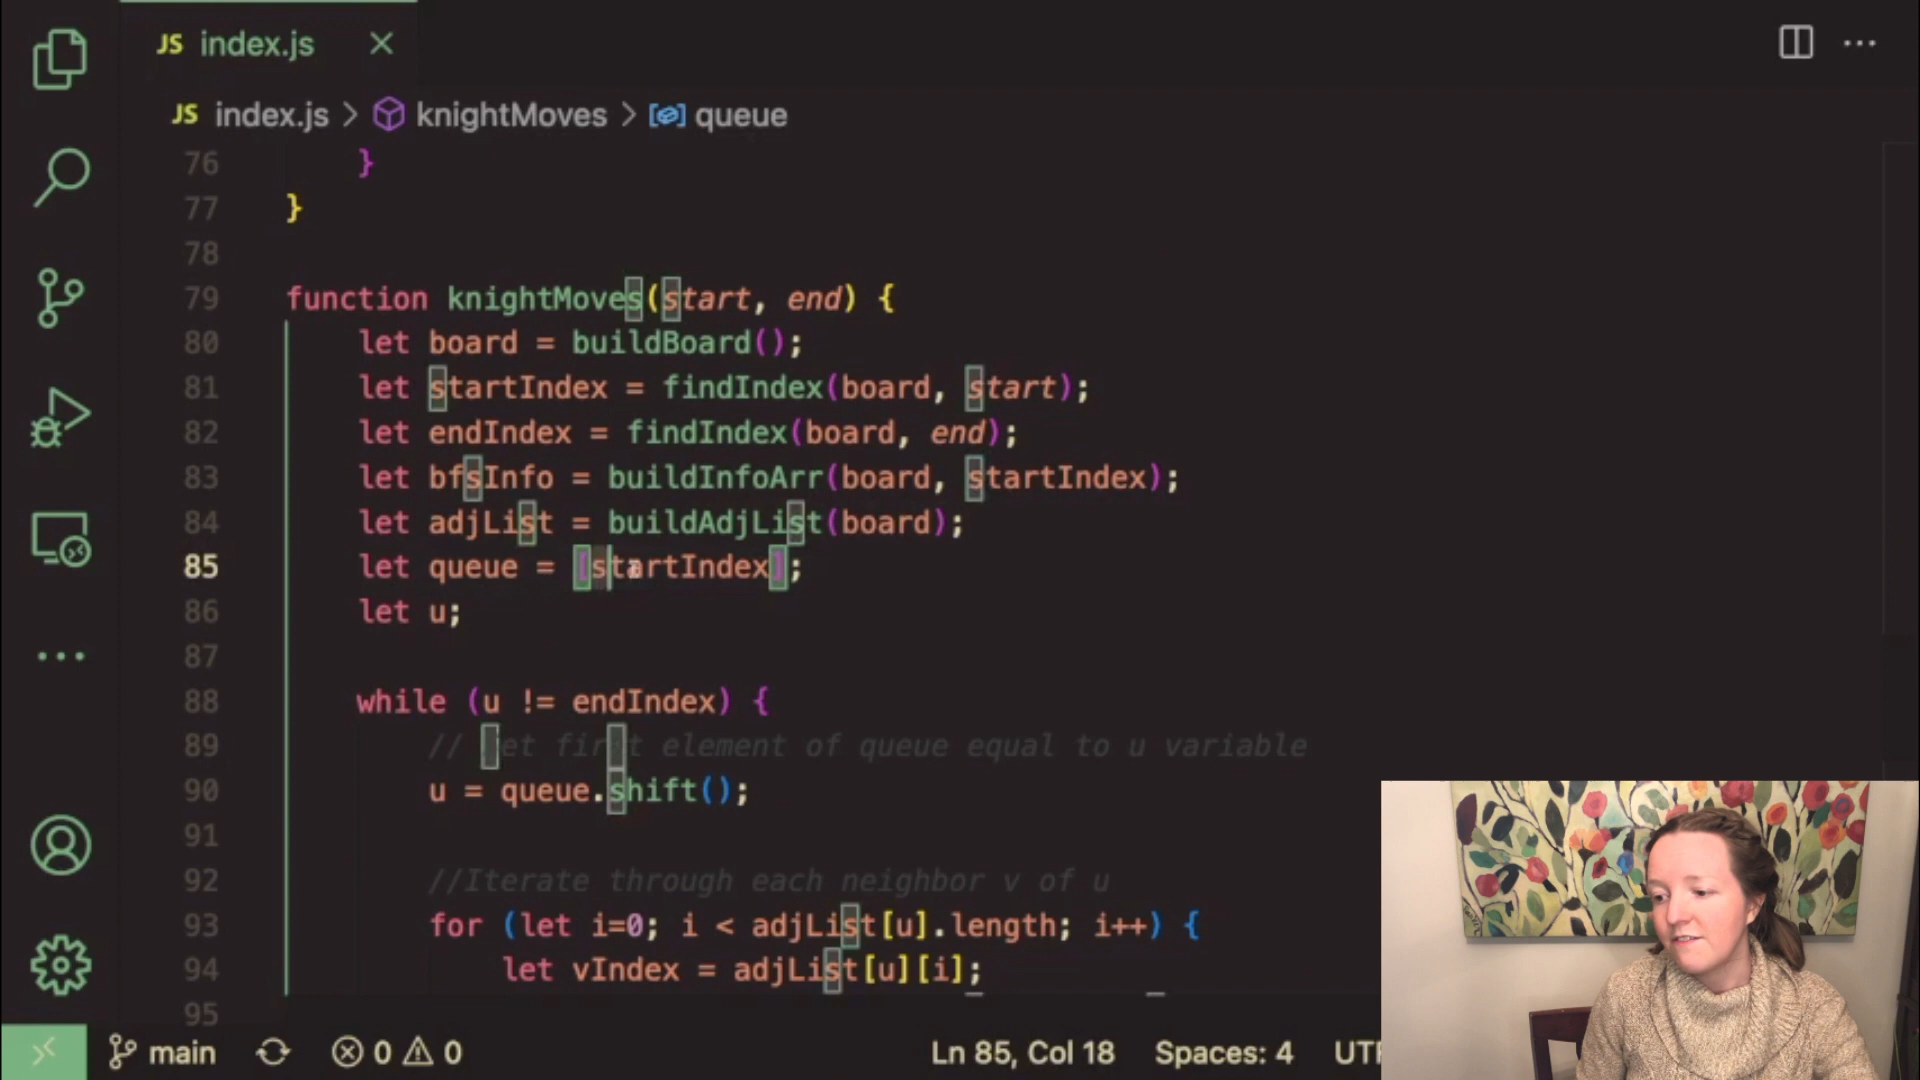 JS index.js
JS index.js > knightMoves > queue
76 }
77 }
78
79 function knightMoves(start, end) {
80 let board = buildBoard();
81 let startIndex = findIndex(board, start);
82 let endIndex = findIndex(board, end);
83 let bfsInfo = buildInfoArr(board, startIndex);
84 let adjList = buildAdjList(board);
85 let queue = [startIndex];
86 let u;
87
88 while (u != endIndex) {
89 // Set first element of queue equal to u variable
90 u = queue.shift();
91
92 //Iterate through each neighbor v of u
93 for (let i=0; i < adjList[u].length; i++) {
94 let vIndex = adjList[u][i];
95
main 0 0 Ln 85, Col 18 Spaces: 4